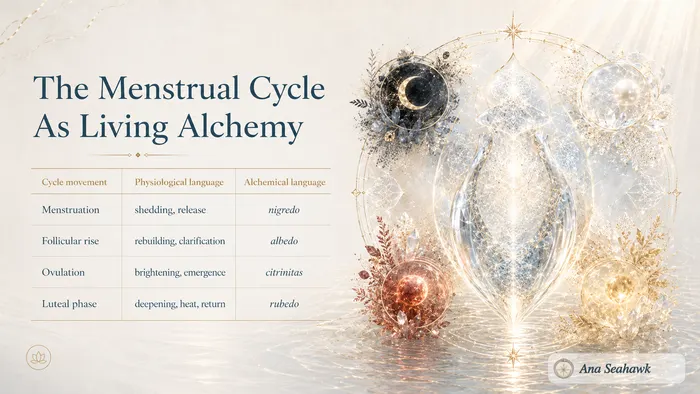 The Menstrual Cycle
As Living Alchemy
Cycle movement Physiological language Alchemical language
Menstruation shedding, release nigredo
Follicular rise rebuilding, clarification albedo
Ovulation brightening, emergence citrinitas
Luteal phase deepening, heat, return rubedo
Ana Seahawk